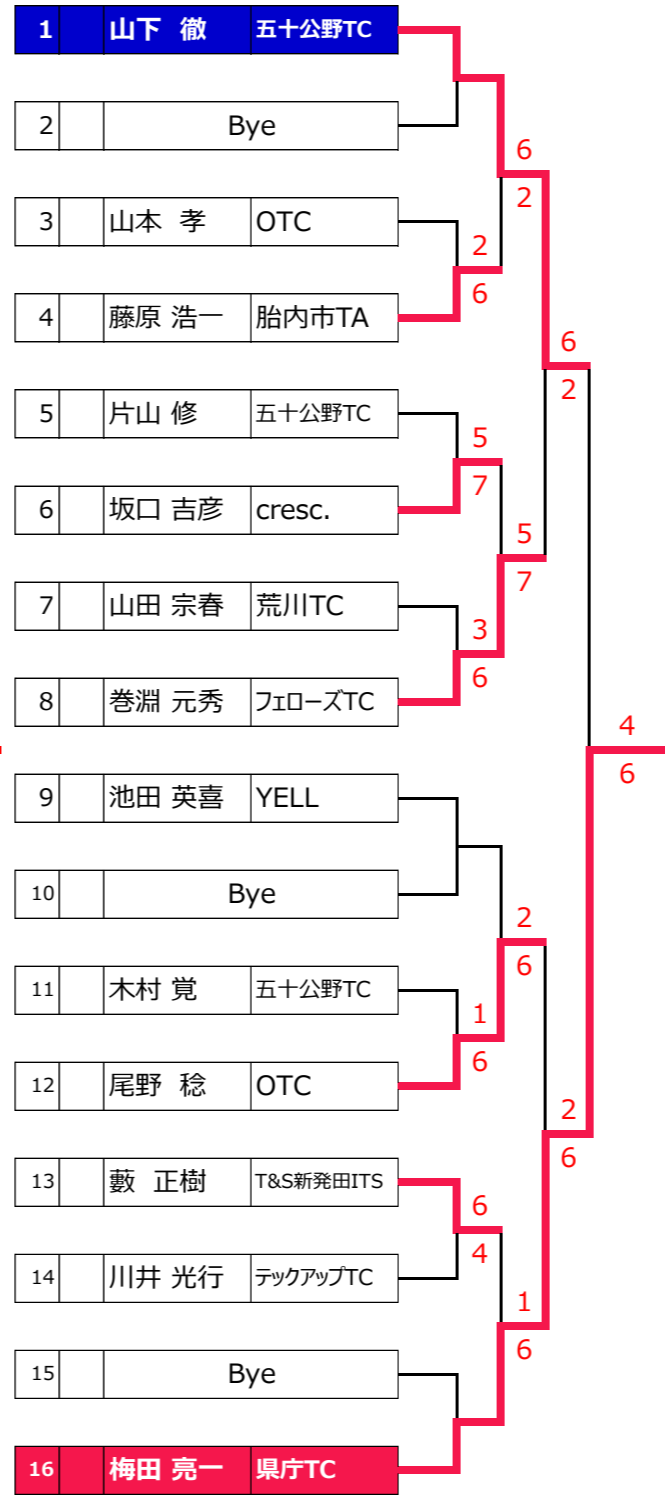 1 山下 徹 五十公野TC
2 Bye
6
2
3 山本 孝 OTC
2
6
4 藤原 浩一 胎内市TA
6
2
5 片山 修 五十公野TC
5
7
6 坂口 吉彦 cresc.
5
7
7 山田 宗春 荒川TC
3
6
8 巻淵 元秀 フェローズTC
4
6
9 池田 英喜 YELL
10 Bye
2
6
11 木村 覚 五十公野TC
1
6
12 尾野 稔 OTC
2
6
13 藪 正樹 T&S新発田ITS
6
4
14 川井 光行 テックアップTC
1
6
15 Bye
16 梅田 亮一 県庁TC